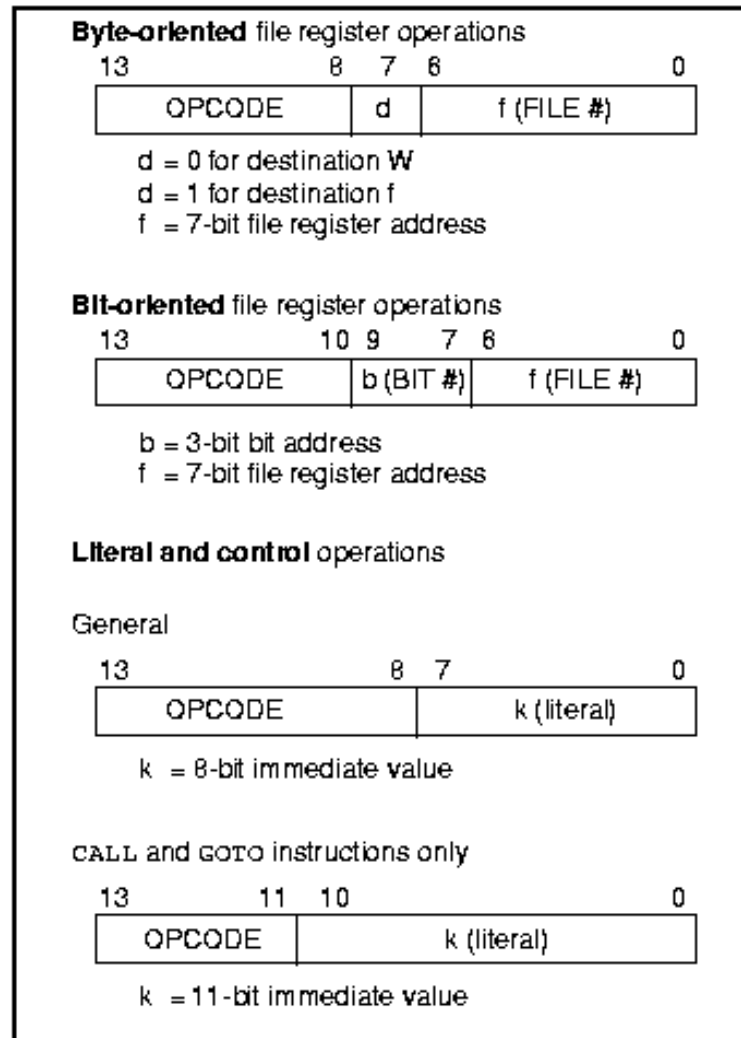 Byte-oriented file register operations
13 8 7 6 0
OPCODE d f (FILE #)
d = 0 for destination W
d = 1 for destination f
f = 7-bit file register address
Bit-oriented file register operations
13 10 9 7 6 0
OPCODE b (BIT #) f (FILE #)
b = 3-bit bit address
f = 7-bit file register address
Literal and control operations
General
13 8 7 0
OPCODE k (literal)
k = 8-bit immediate value
CALL and GOTO instructions only
13 11 10 0
OPCODE k (literal)
k = 11-bit immediate value